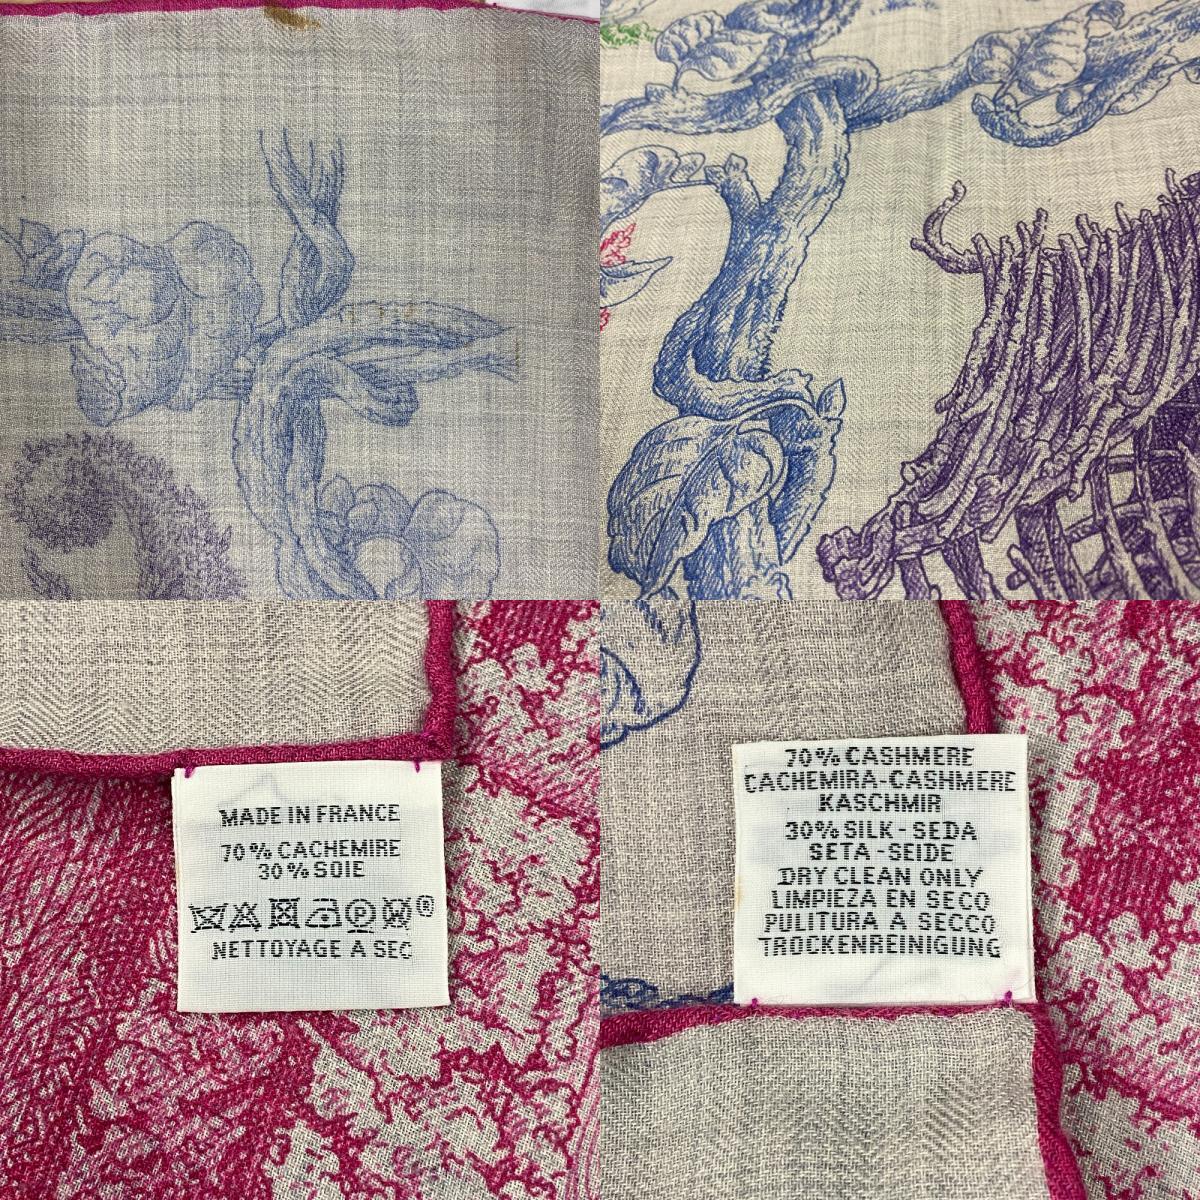 MADE IN FRANCE
70% CACHEMIRE
30% SOIE
®
NETTOYAGE A SEC
70% CASHMERE
CACHEMIRA-CASHMERE
KASCHMIR
30% SILK - SEDA
SETA - SEIDE
DRY CLEAN ONLY
LIMPIEZA EN SECO
PULITURA A SECCO
TROCKENREINIGUNG